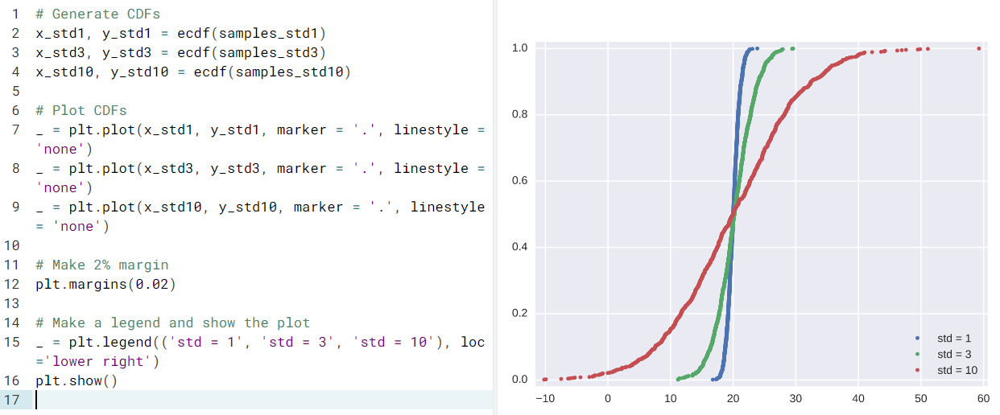 1 # Generate CDFs
2 x_std1, y_std1 = ecdf(samples_std1)
3 x_std3, y_std3 = ecdf(samples_std3)
4 x_std10, y_std10 = ecdf(samples_std10)
5
6 # Plot CDFs
7 _ = plt.plot(x_std1, y_std1, marker = '.', linestyle =
'none')
8 _ = plt.plot(x_std3, y_std3, marker = '.', linestyle =
'none')
9 _ = plt.plot(x_std10, y_std10, marker = '.', linestyle
= 'none')
10
11 # Make 2% margin
12 plt.margins(0.02)
13
14 # Make a legend and show the plot
15 _ = plt.legend(('std = 1', 'std = 3', 'std = 10'), loc
='lower right')
16 plt.show()
17
1.0
0.8
0.6
0.4
0.2
0.0
std = 1
std = 3
std = 10
−10 0 10 20 30 40 50 60